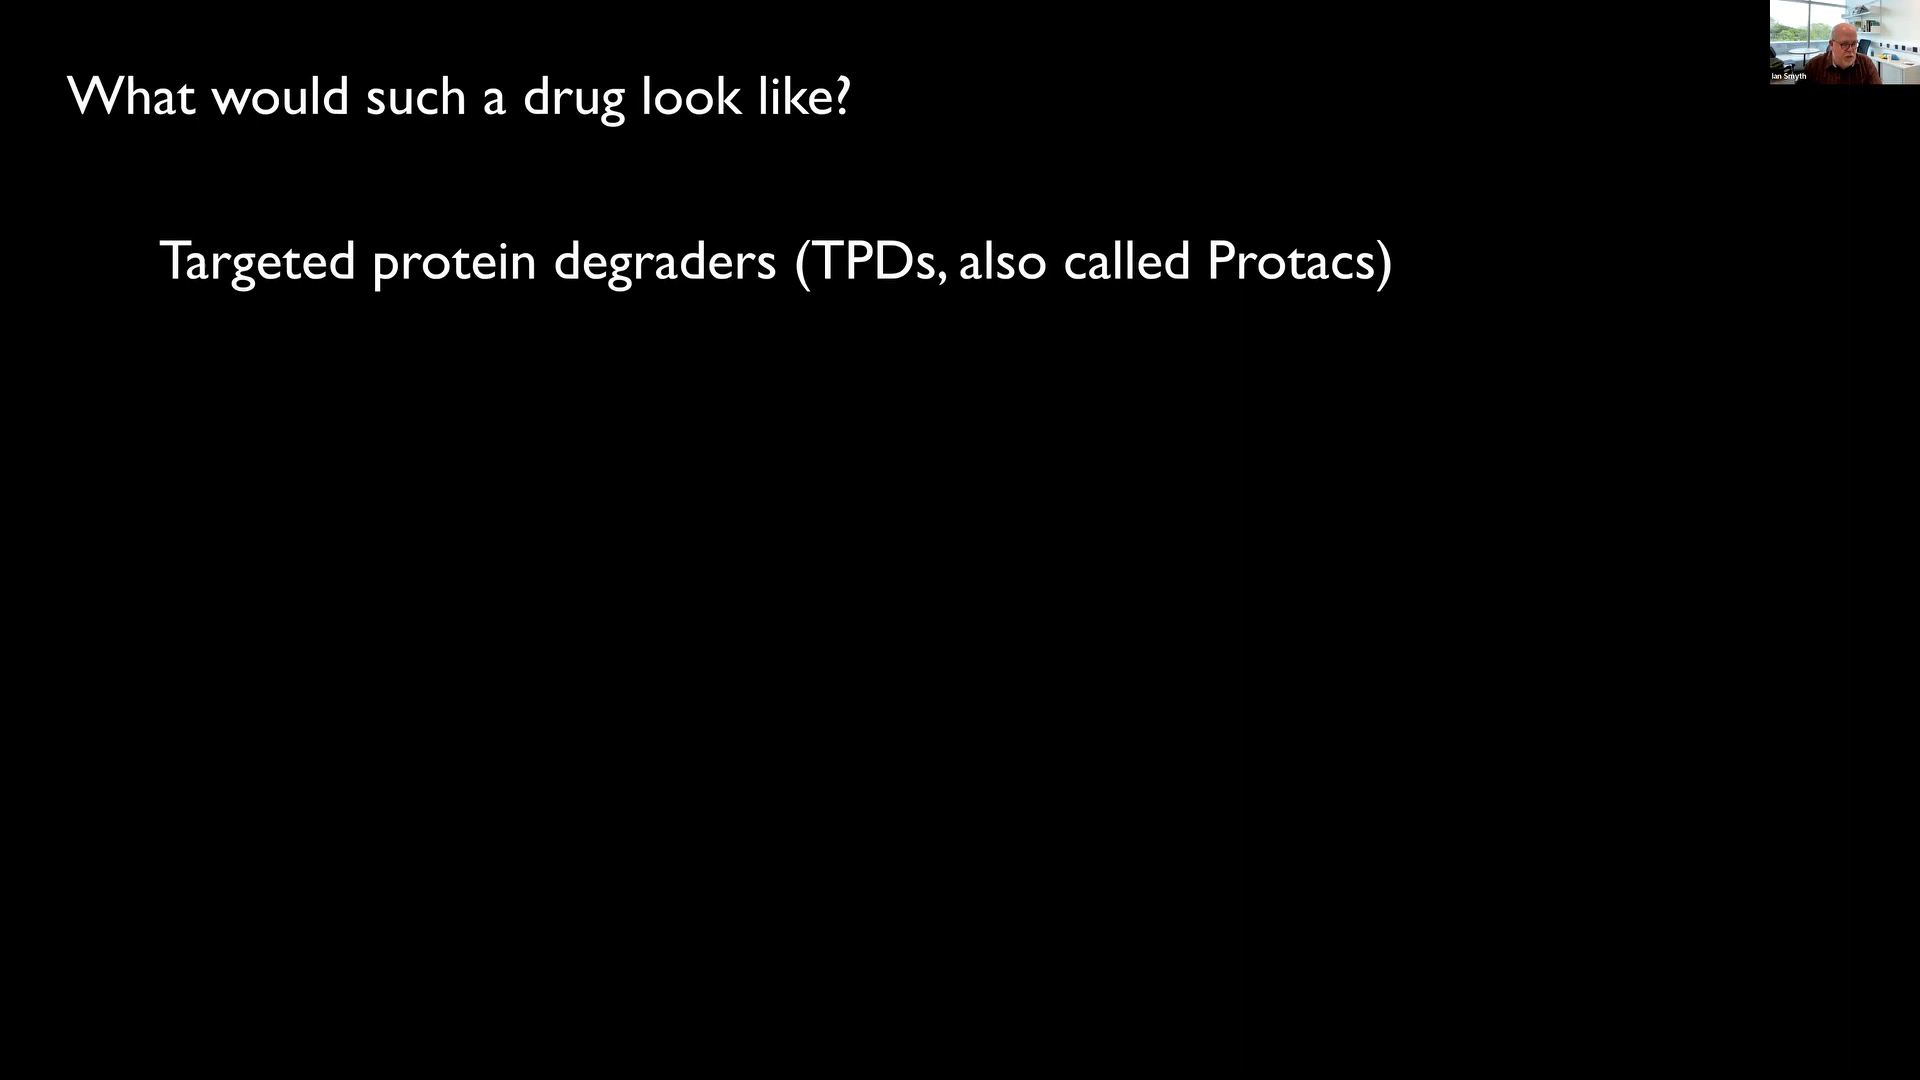 What would such a drug look like?
Targeted protein degraders (TPDs, also called Protacs)
Ian Smyth